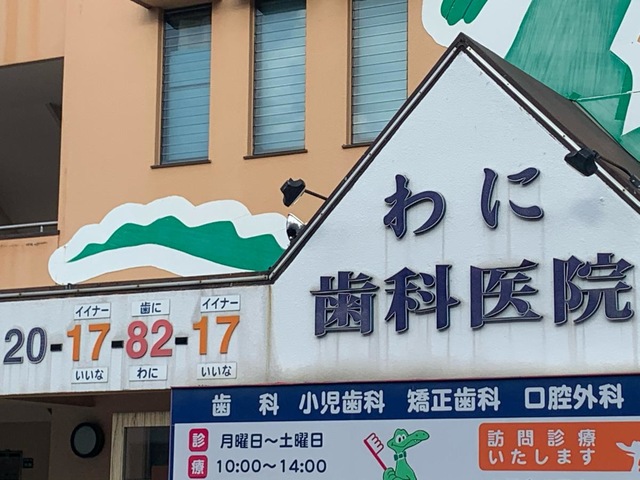 わに
歯科医院
イイナー 歯に イイナー
20-17-82-17
いいな わに いいな
歯科 小児歯科 矯正歯科 口腔外科
診療 月曜日〜土曜日
10:00〜14:00
訪問診療
いたします